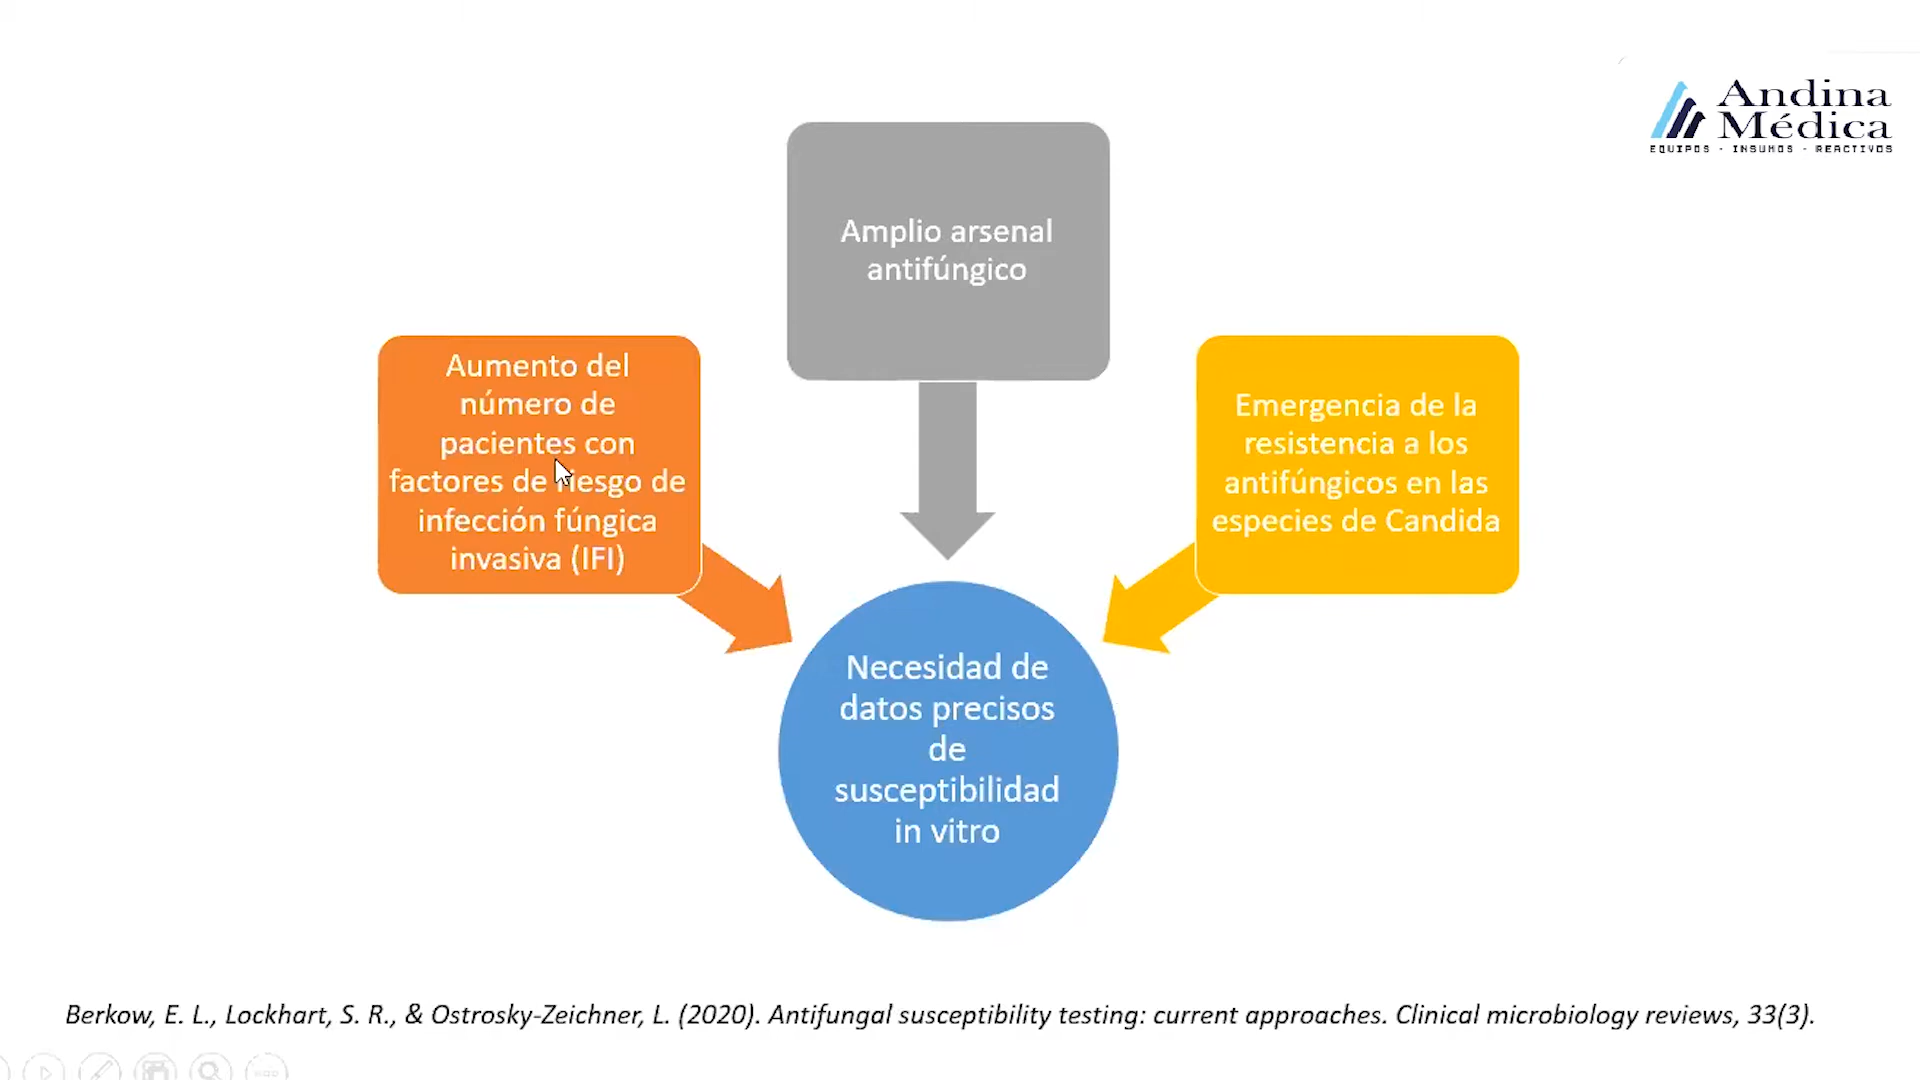 Andina
Médica
EQUIPOS - INSUMOS - REACTIVOS
Amplio arsenal
antifúngico
Aumento del
número de
pacientes con
factores de riesgo de
infección fúngica
invasiva (IFI)
Emergencia de la
resistencia a los
antifúngicos en las
especies de Candida
Necesidad de
datos precisos
de
susceptibilidad
in vitro
Berkow, E. L., Lockhart, S. R., & Ostrosky-Zeichner, L. (2020). Antifungal susceptibility testing: current approaches. Clinical microbiology reviews, 33(3).